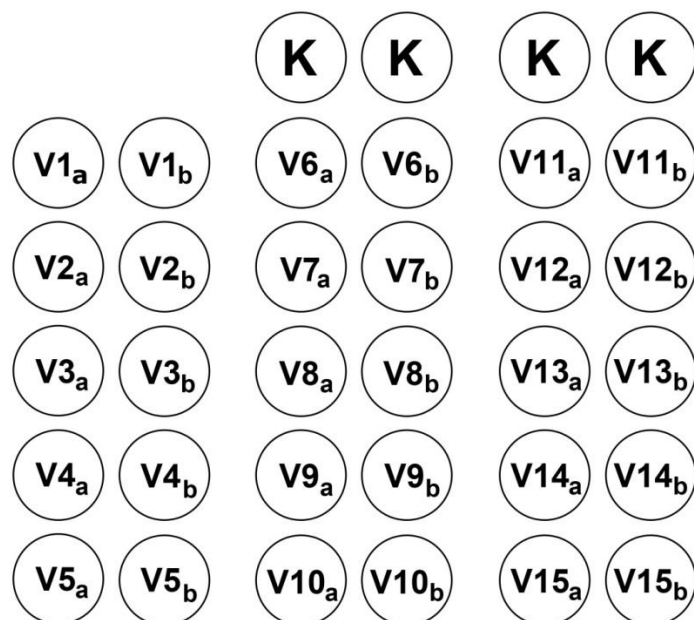 K K K K
V1a V1b V6a V6b V11a V11b
V2a V2b V7a V7b V12a V12b
V3a V3b V8a V8b V13a V13b
V4a V4b V9a V9b V14a V14b
V5a V5b V10a V10b V15a V15b